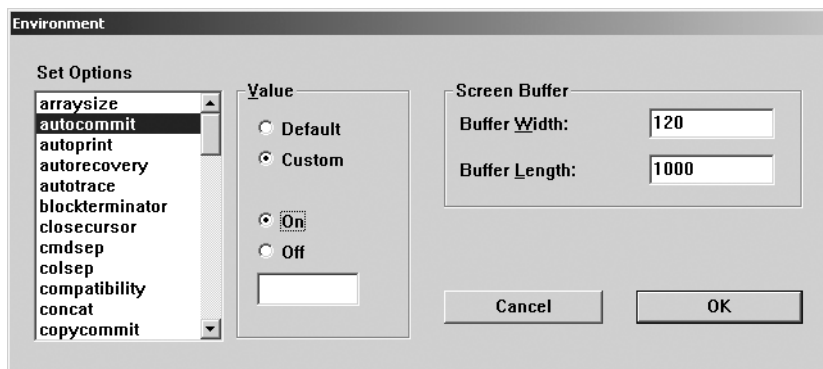 Environment
Set Options
arraysize
autocommit
autoprint
autorecovery
autotrace
blockterminator
closecursor
cmdsep
colsep
compatibility
concat
copycommit
Value
Default
Custom
On
Off
Screen Buffer
Buffer Width: 120
Buffer Length: 1000
Cancel OK